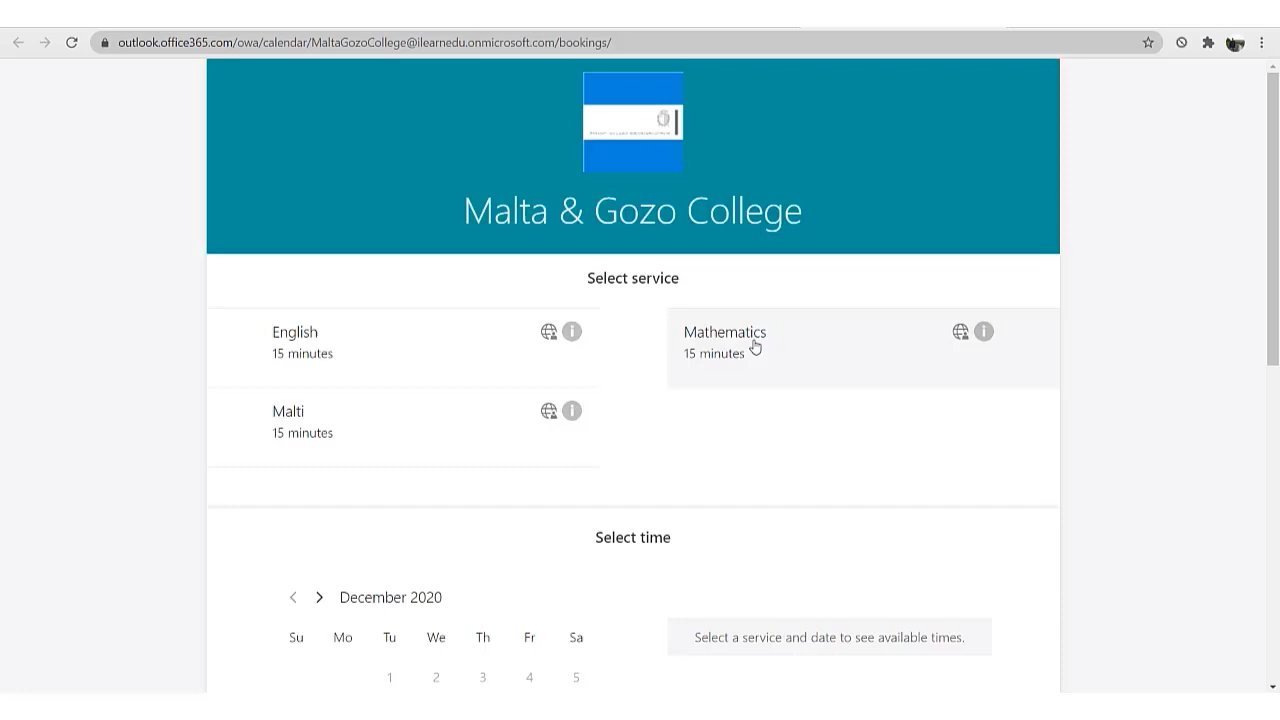 outlook.office365.com/owa/calendar/MaltaGozoCollege@ilearnedu.onmicrosoft.com/bookings/
Malta & Gozo College
Select service
English
15 minutes
Mathematics
15 minutes
Malti
15 minutes
Select time
December 2020
Su Mo Tu We Th Fr Sa
Select a service and date to see available times.
1 2 3 4 5